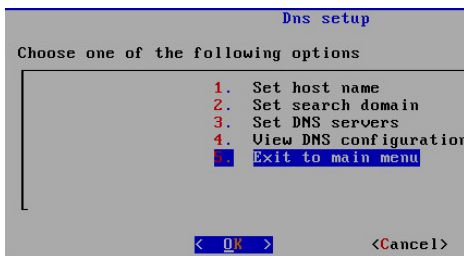 Dns setup
Choose one of the following options
1. Set host name
2. Set search domain
3. Set DNS servers
4. View DNS configuration
5. Exit to main menu
< OK > <Cancel>